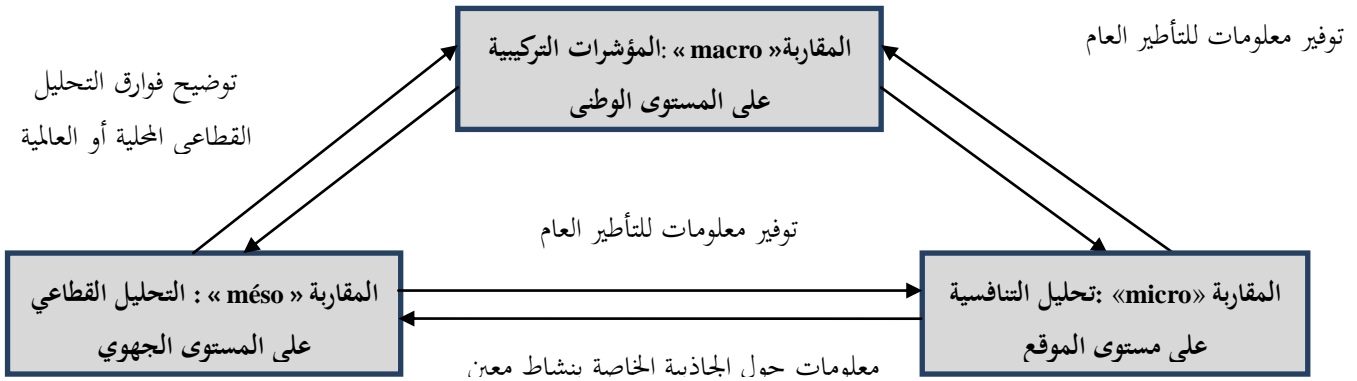 المقاربة« macro » :المؤشرات التركيبية
على المستوى الوطنى
توفير معلومات للتأطير العام
توضيح فوارق التحليل
القطاعى المحلية أو العالمية
توفير معلومات للتأطير العام
المقاربة «micro» :تحليل التنافسية
على مستوى الموقع
المقاربة « méso » : التحليل القطاعي
على المستوى الجهوي
معلومات حول الجاذبية الخاصة بنشاط معين